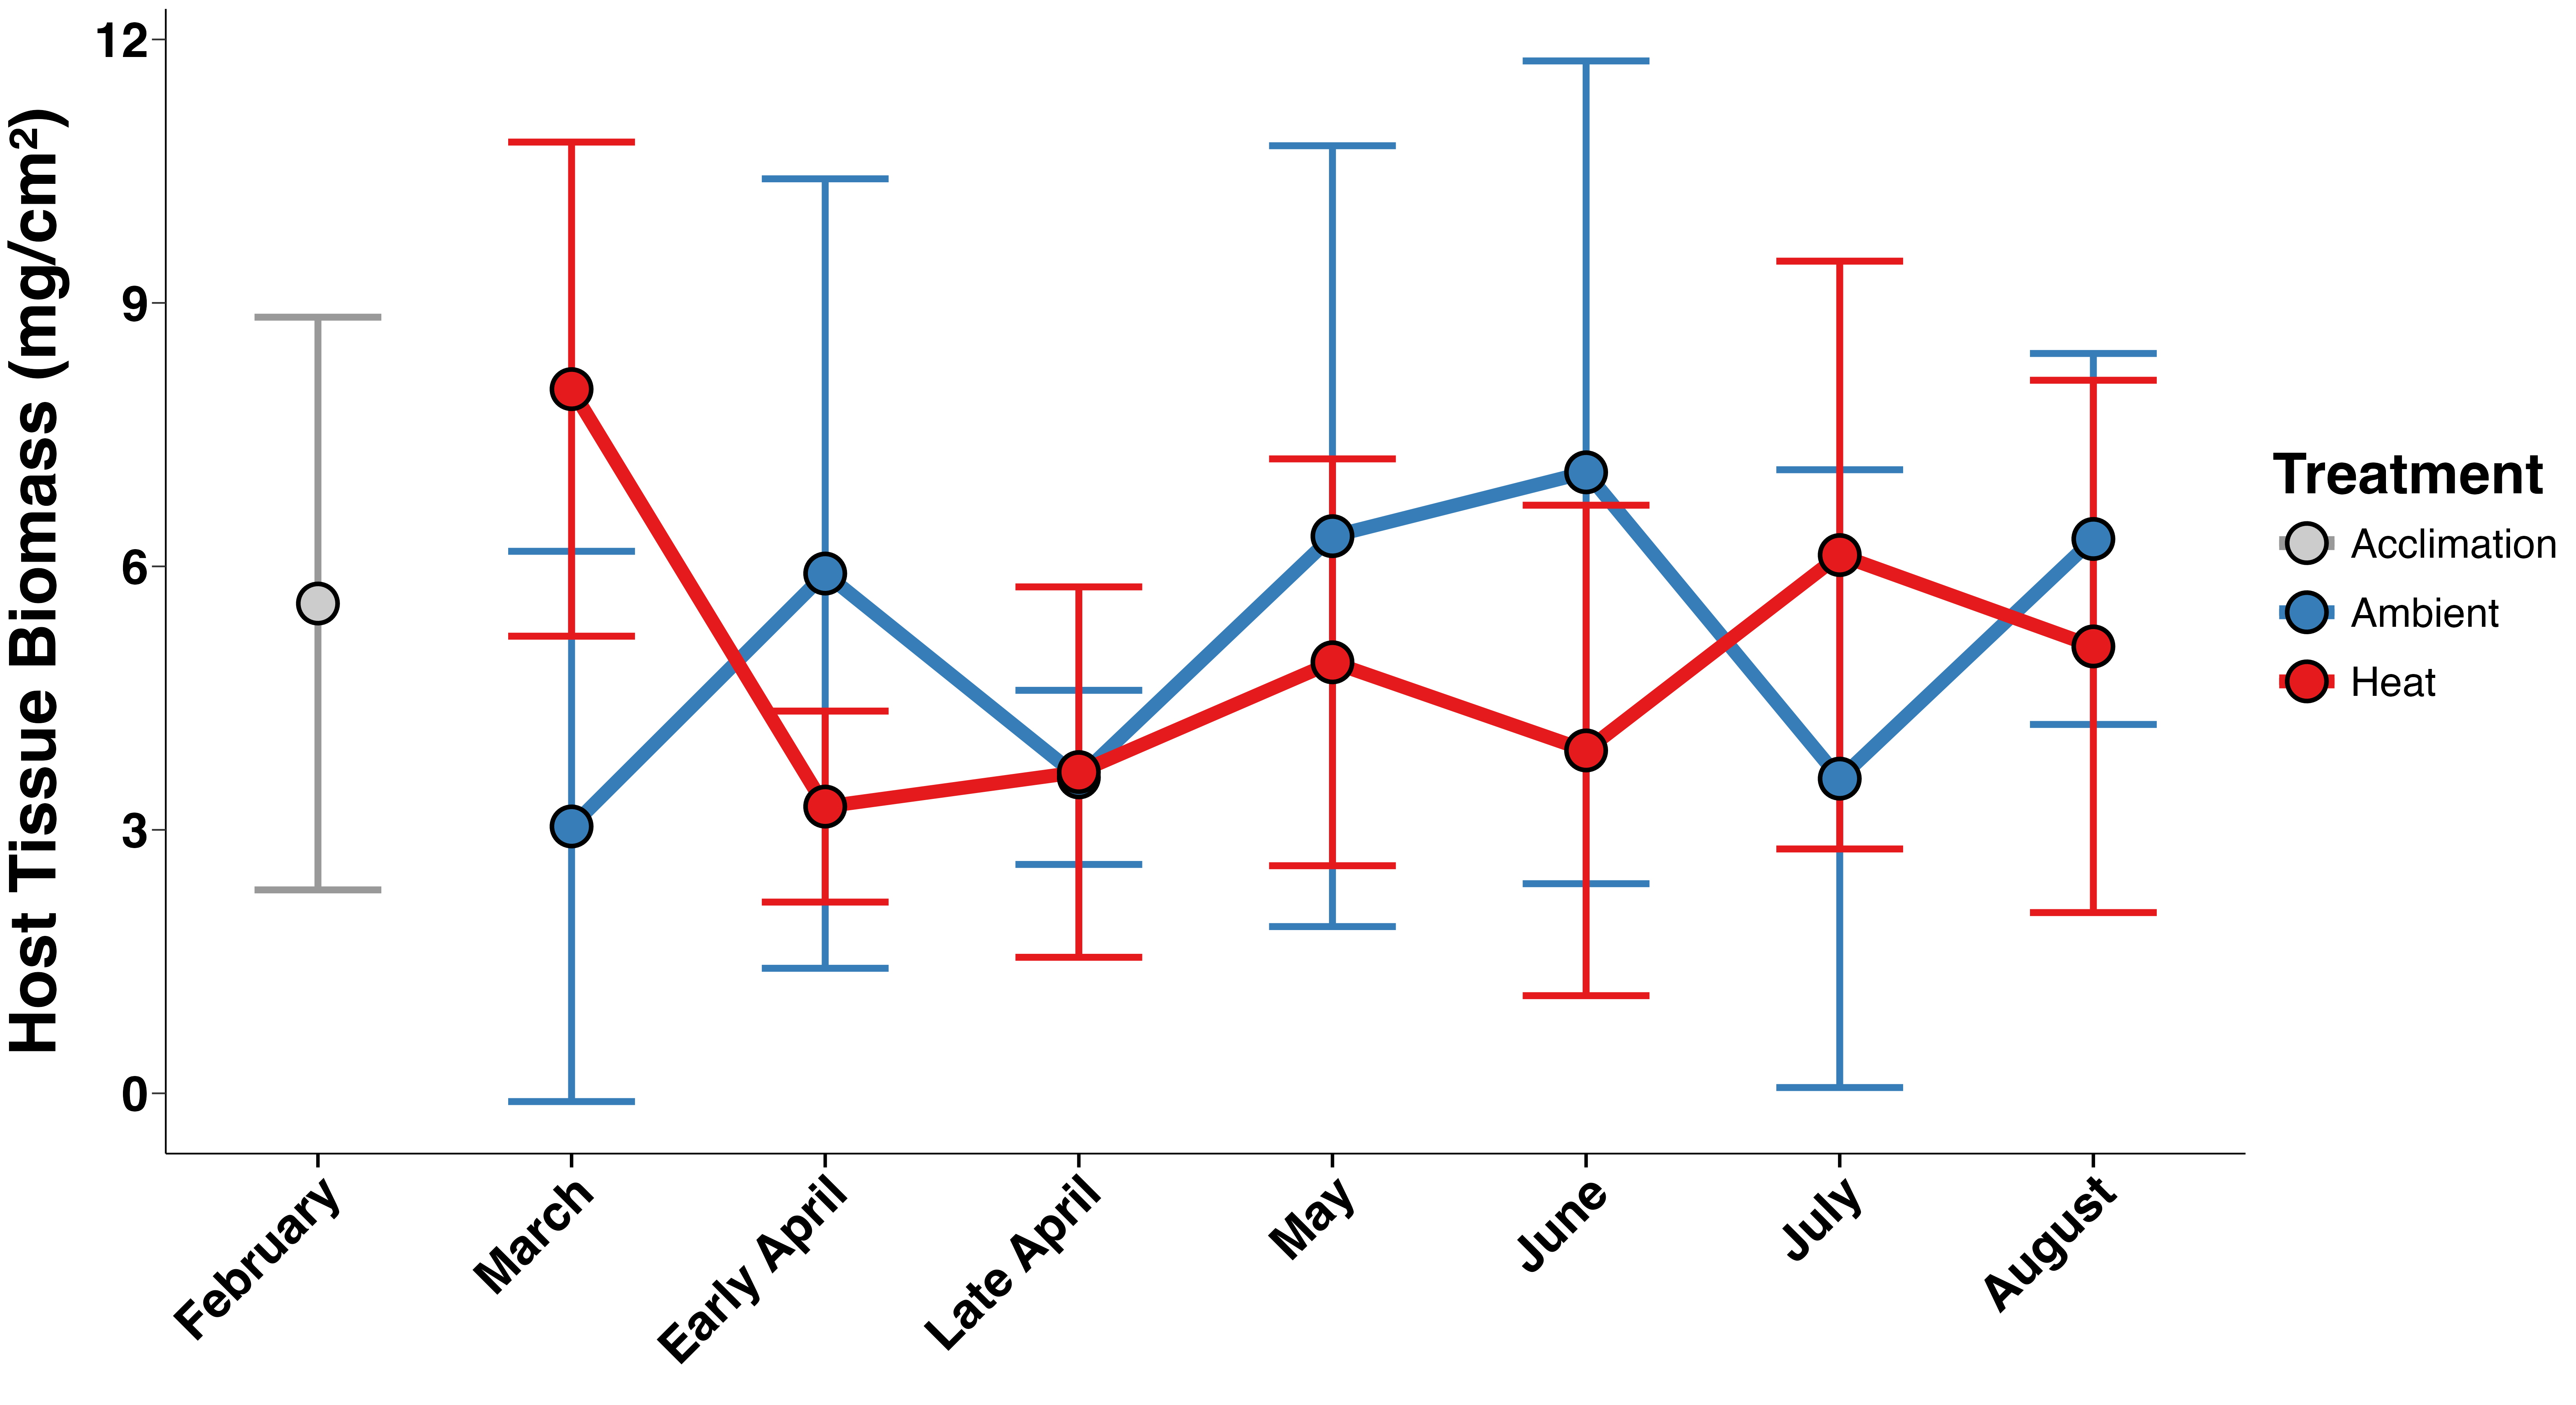 Host Tissue Biomass (mg/cm²)
12
9
6
3
0
February
March
Early April
Late April
May
June
July
August
Treatment
Acclimation
Ambient
Heat